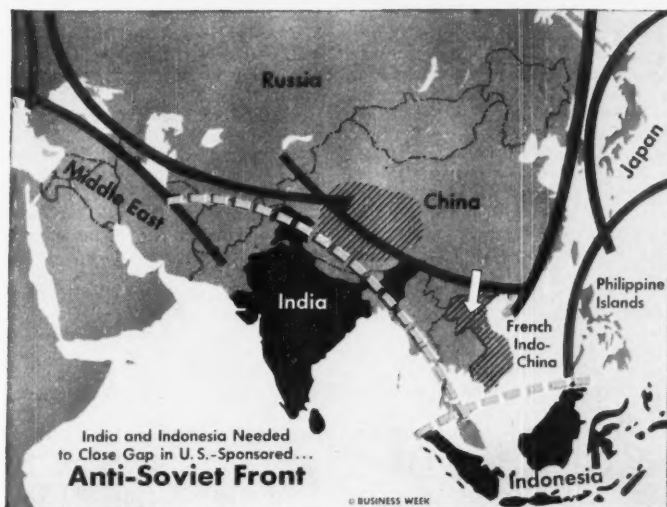 Russia
Japan
Middle East
China
India
Philippine
Islands
French
Indo-
China
India and Indonesia Needed
to Close Gap in U.S.-Sponsored...
Anti-Soviet Front
Indonesia
© BUSINESS WEEK